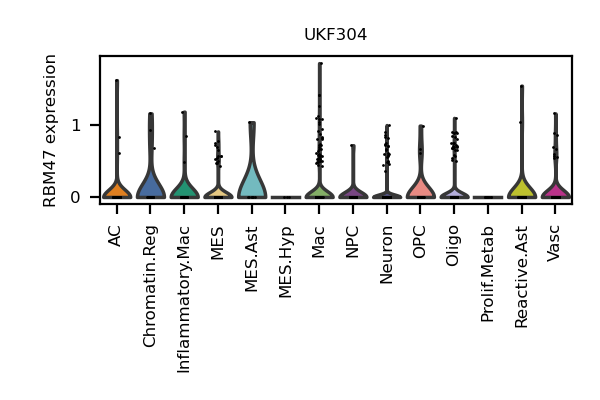 UKF304
RBM47 expression
1
0
AC
Chromatin.Reg
Inflammatory.Mac
MES
MES.Ast
MES.Hyp
Mac
NPC
Neuron
OPC
Oligo
Prolif.Metab
Reactive.Ast
Vasc